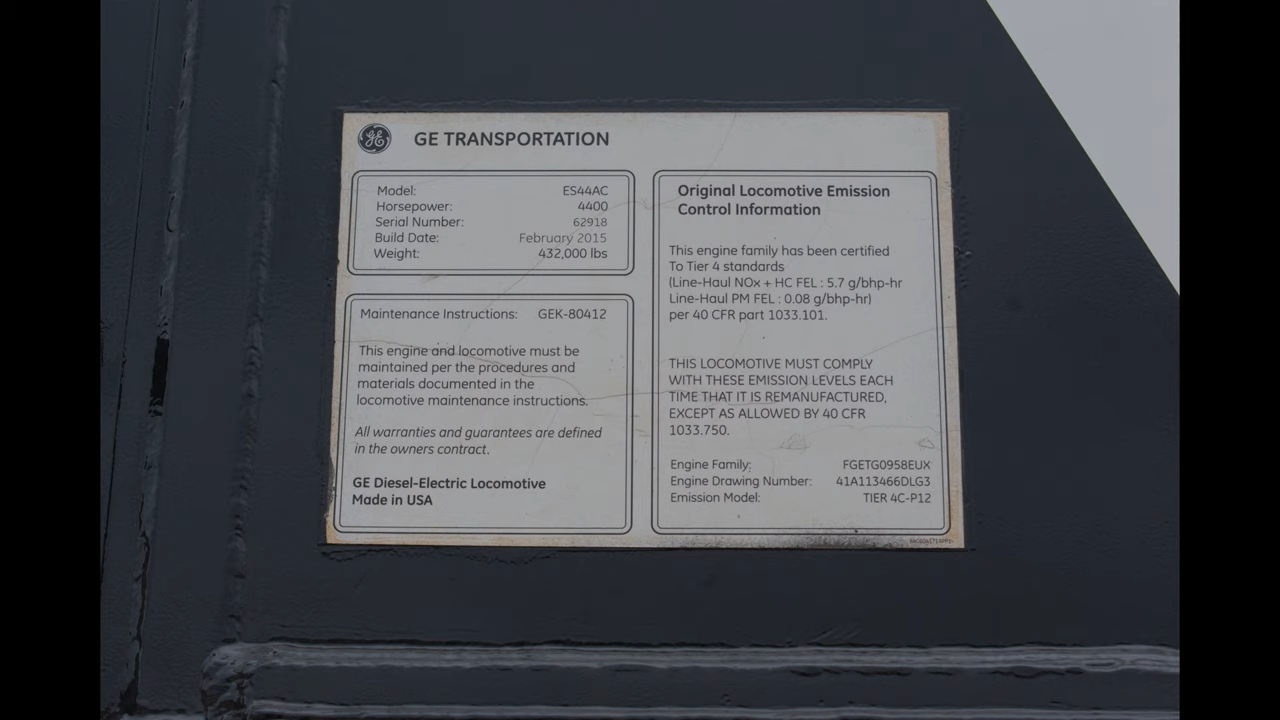 GE GE TRANSPORTATION
Model: ES44AC
Horsepower: 4400
Serial Number: 62918
Build Date: February 2015
Weight: 432,000 lbs
Maintenance Instructions: GEK-80412
This engine and locomotive must be
maintained per the procedures and
materials documented in the
locomotive maintenance instructions.
All warranties and guarantees are defined
in the owners contract.
GE Diesel-Electric Locomotive
Made in USA
Original Locomotive Emission
Control Information
This engine family has been certified
To Tier 4 standards
(Line-Haul NOx + HC FEL : 5.7 g/bhp-hr
Line-Haul PM FEL : 0.08 g/bhp-hr)
per 40 CFR part 1033.101.
THIS LOCOMOTIVE MUST COMPLY
WITH THESE EMISSION LEVELS EACH
TIME THAT IT IS REMANUFACTURED,
EXCEPT AS ALLOWED BY 40 CFR
1033.750.
Engine Family: FGETG0958EUX
Engine Drawing Number: 41A113466DLG3
Emission Model: TIER 4C-P12